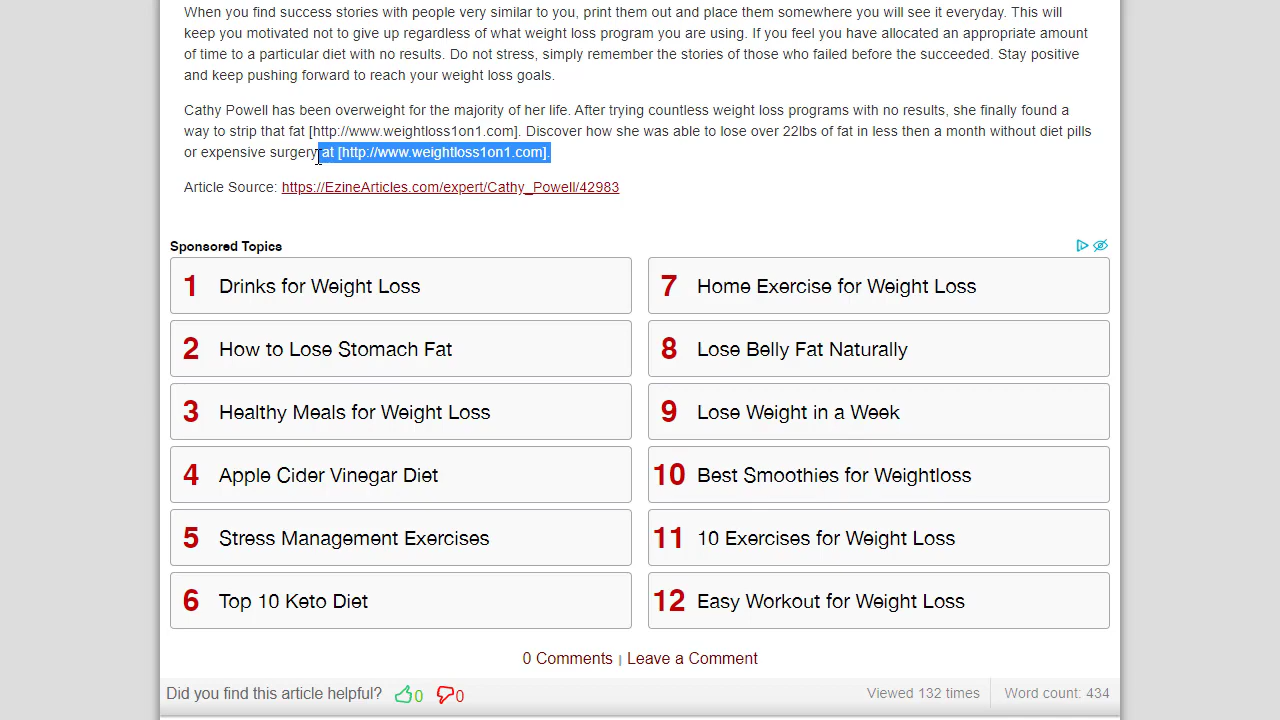 When you find success stories with people very similar to you, print them out and place them somewhere you will see it everyday. This will
keep you motivated not to give up regardless of what weight loss program you are using. If you feel you have allocated an appropriate amount
of time to a particular diet with no results. Do not stress, simply remember the stories of those who failed before the succeeded. Stay positive
and keep pushing forward to reach your weight loss goals.
Cathy Powell has been overweight for the majority of her life. After trying countless weight loss programs with no results, she finally found a
way to strip that fat [http://www.weightloss1on1.com]. Discover how she was able to lose over 22lbs of fat in less then a month without diet pills
or expensive surgery at [http://www.weightloss1on1.com].
Article Source: https://EzineArticles.com/expert/Cathy_Powell/42983
Sponsored Topics
1 Drinks for Weight Loss
2 How to Lose Stomach Fat
3 Healthy Meals for Weight Loss
4 Apple Cider Vinegar Diet
5 Stress Management Exercises
6 Top 10 Keto Diet
7 Home Exercise for Weight Loss
8 Lose Belly Fat Naturally
9 Lose Weight in a Week
10 Best Smoothies for Weightloss
11 10 Exercises for Weight Loss
12 Easy Workout for Weight Loss
0 Comments | Leave a Comment
Did you find this article helpful? 0 0
Viewed 132 times
Word count: 434